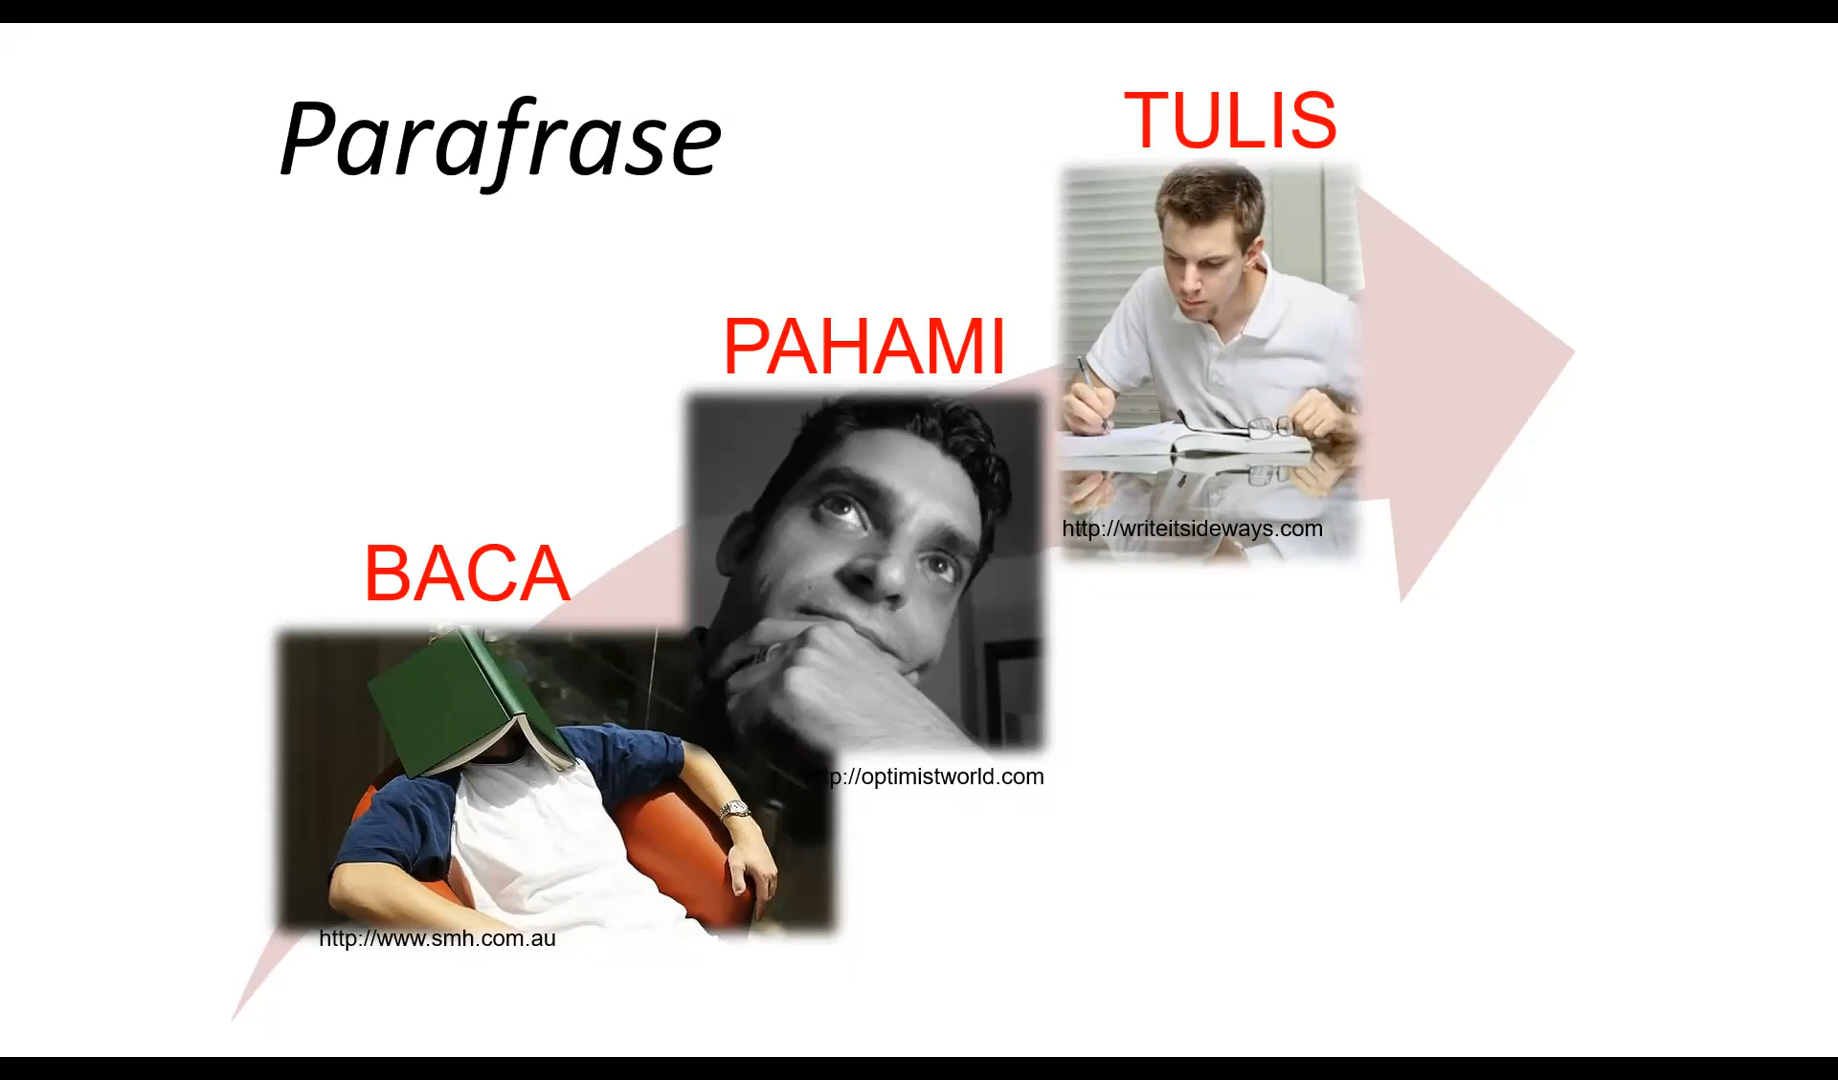 Parafrase
TULIS
http://writeitsideways.com
PAHAMI
p://optimistworld.com
BACA
http://www.smh.com.au